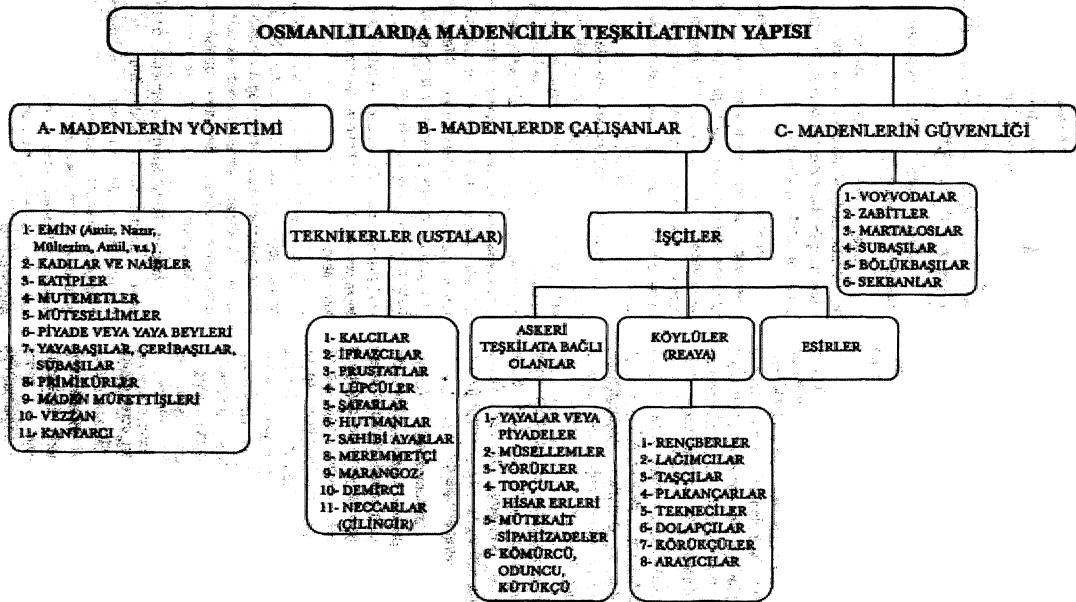 OSMANLILARDA MADENCİLİK TEŞKİLATININ YAPISI
A- MADENLERİN YÖNETİMİ
1- EMİN (Amir, Nazır,
Mültezim, Amil, v.s.)
2- KADILAR VE NAİBLER
3- KATİPLER
4- MUTEMETLER
5- MÜTESELLİMLER
6- PİYADE VEYA YAYA BEYLERİ
7- YAYABAŞILAR, ÇERİBAŞILAR,
SUBAŞILAR
8- PRİMİKÜRLER
9- MADEN MÜFETTİŞLERİ
10- VEZZAN
11- KANTARCI
B- MADENLERDE ÇALIŞANLAR
TEKNİKERLER (USTALAR)
1- KALCILAR
2- İFRAZCILAR
3- PRUSTATLAR
4- LÜPCÜLER
5- ŞAFARLAR
6- HUTMANLAR
7- SAHİBİ AYARLAR
8- MEREMMETÇİ
9- MARANGOZ
10- DEMİRCİ
11- NECCARLAR
(ÇİLİNGİR)
İŞÇİLER
ASKERİ
TEŞKİLATA BAĞLI
OLANLAR
1- YAYALAR VEYA
PİYADELER
2- MÜSELLEMLER
3- YÖRÜKLER
4- TOPÇULAR,
HİSAR ERLERİ
5- MÜTEKAİT
SİPAHİZADELER
6- KÖMÜRCÜ,
ODUNCU,
KÜTÜKÇÜ
KÖYLÜLER
(REAYA)
1- RENÇBERLER
2- LAĞIMCILAR
3- TAŞÇILAR
4- PLAKANÇARLAR
5- TEKNECİLER
6- DOLAPÇILAR
7- KÖRÜKÇÜLER
8- ARAYICILAR
ESİRLER
C- MADENLERİN GÜVENLİĞİ
1- VOYVODALAR
2- ZABİTLER
3- MARTALOSLAR
4- SUBAŞILAR
5- BÖLÜKBAŞILAR
6- SEKBANLAR